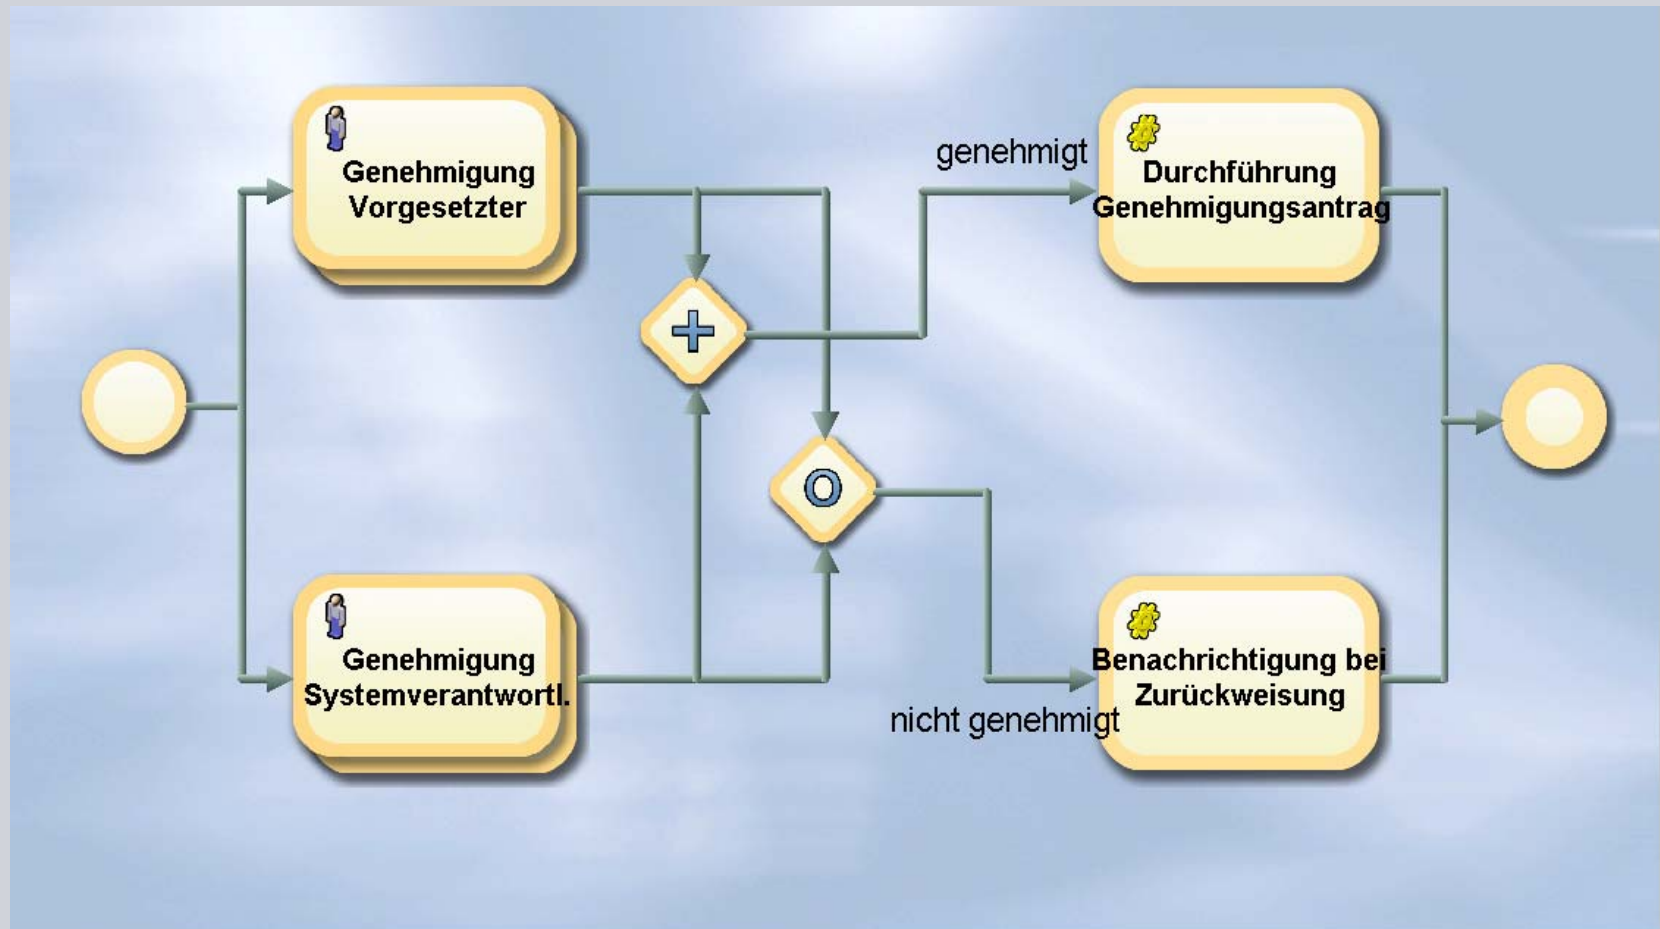 Genehmigung
Vorgesetzter
genehmigt
Durchführung
Genehmigungsantrag
Genehmigung
Systemverantwortl.
nicht genehmigt
Benachrichtigung bei
Zurückweisung